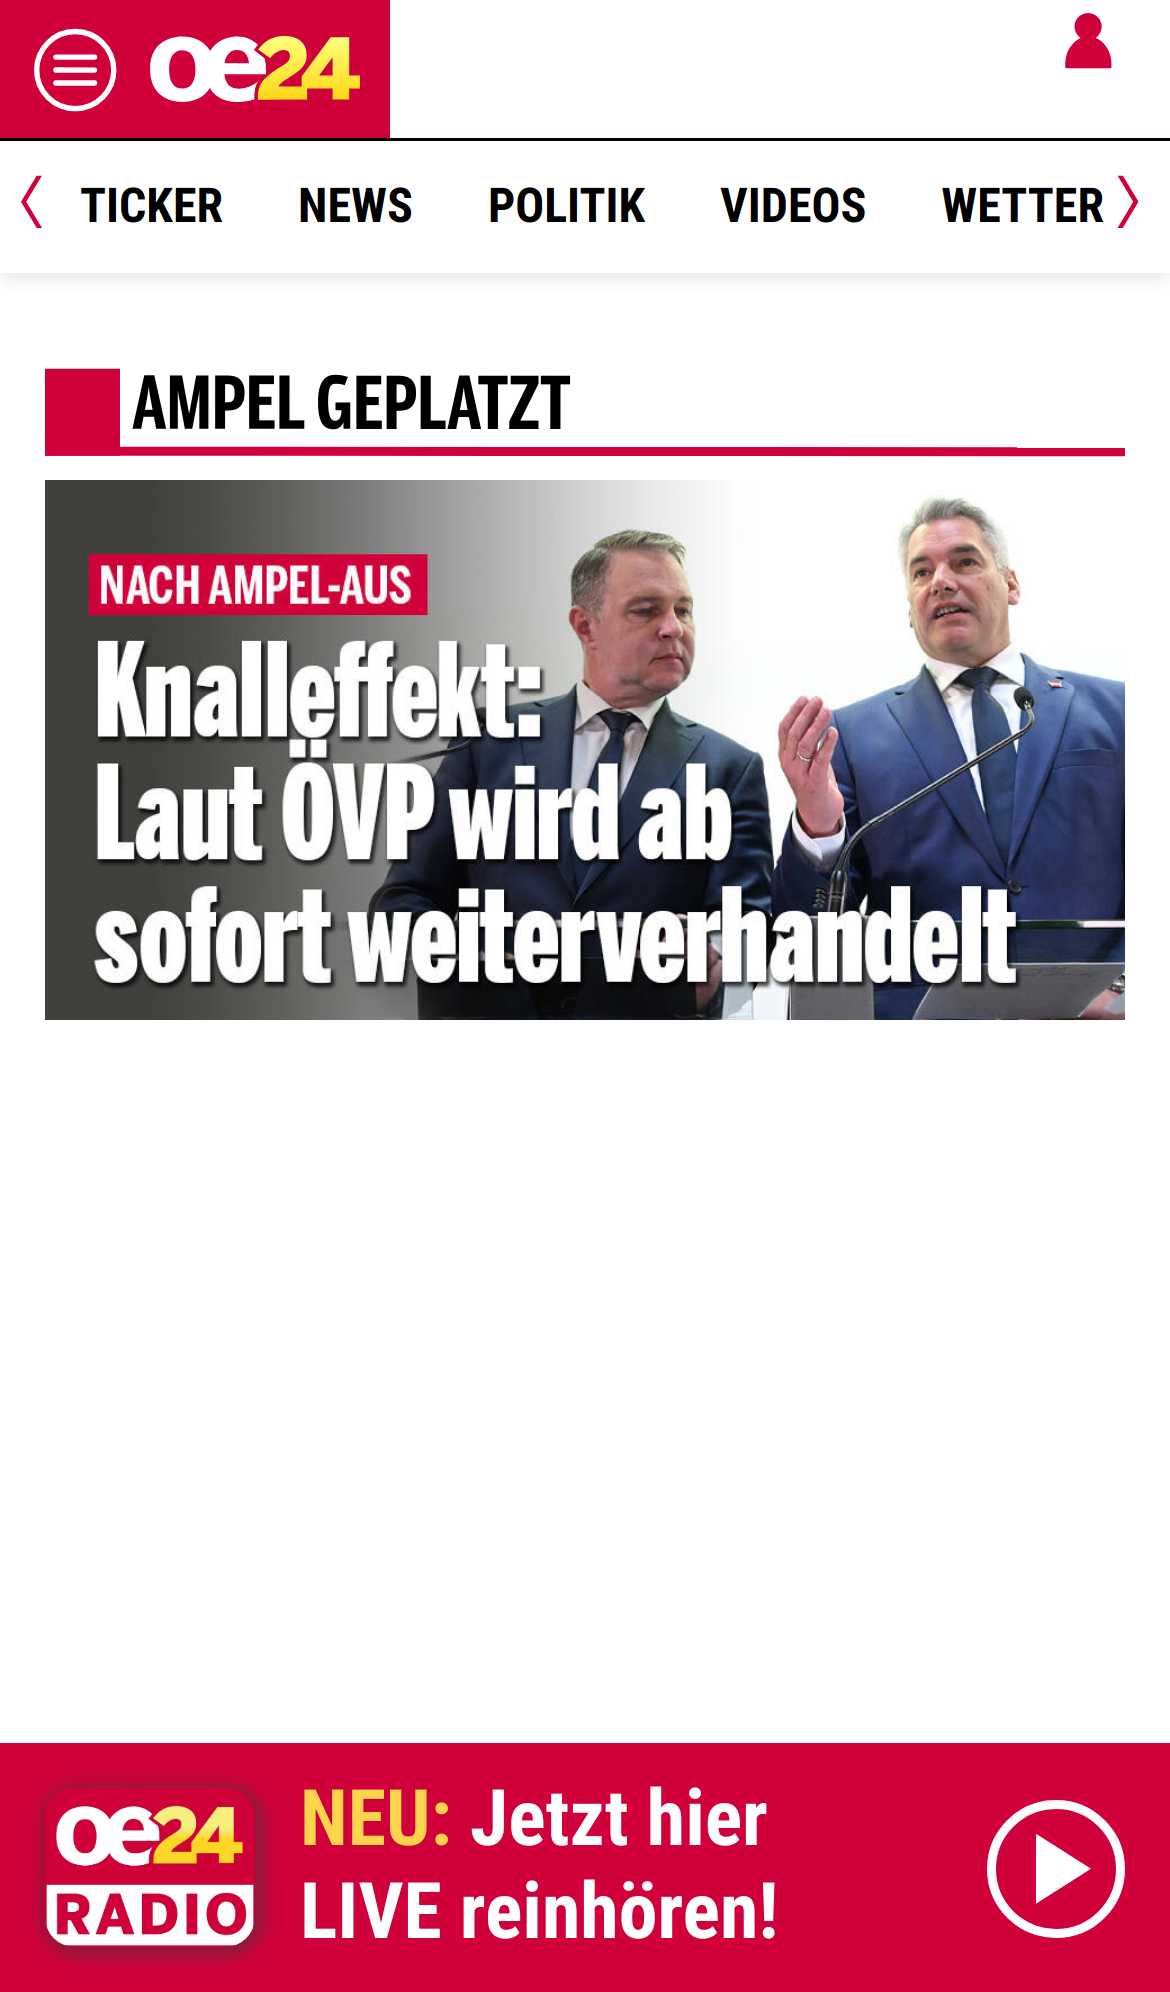 oe24
TICKER NEWS POLITIK VIDEOS WETTER
AMPEL GEPLATZT
NACH AMPEL-AUS
Knalleffekt:
Laut ÖVP wird ab
sofort weiterverhandelt
oe24
RADIO
NEU: Jetzt hier
LIVE reinhören!